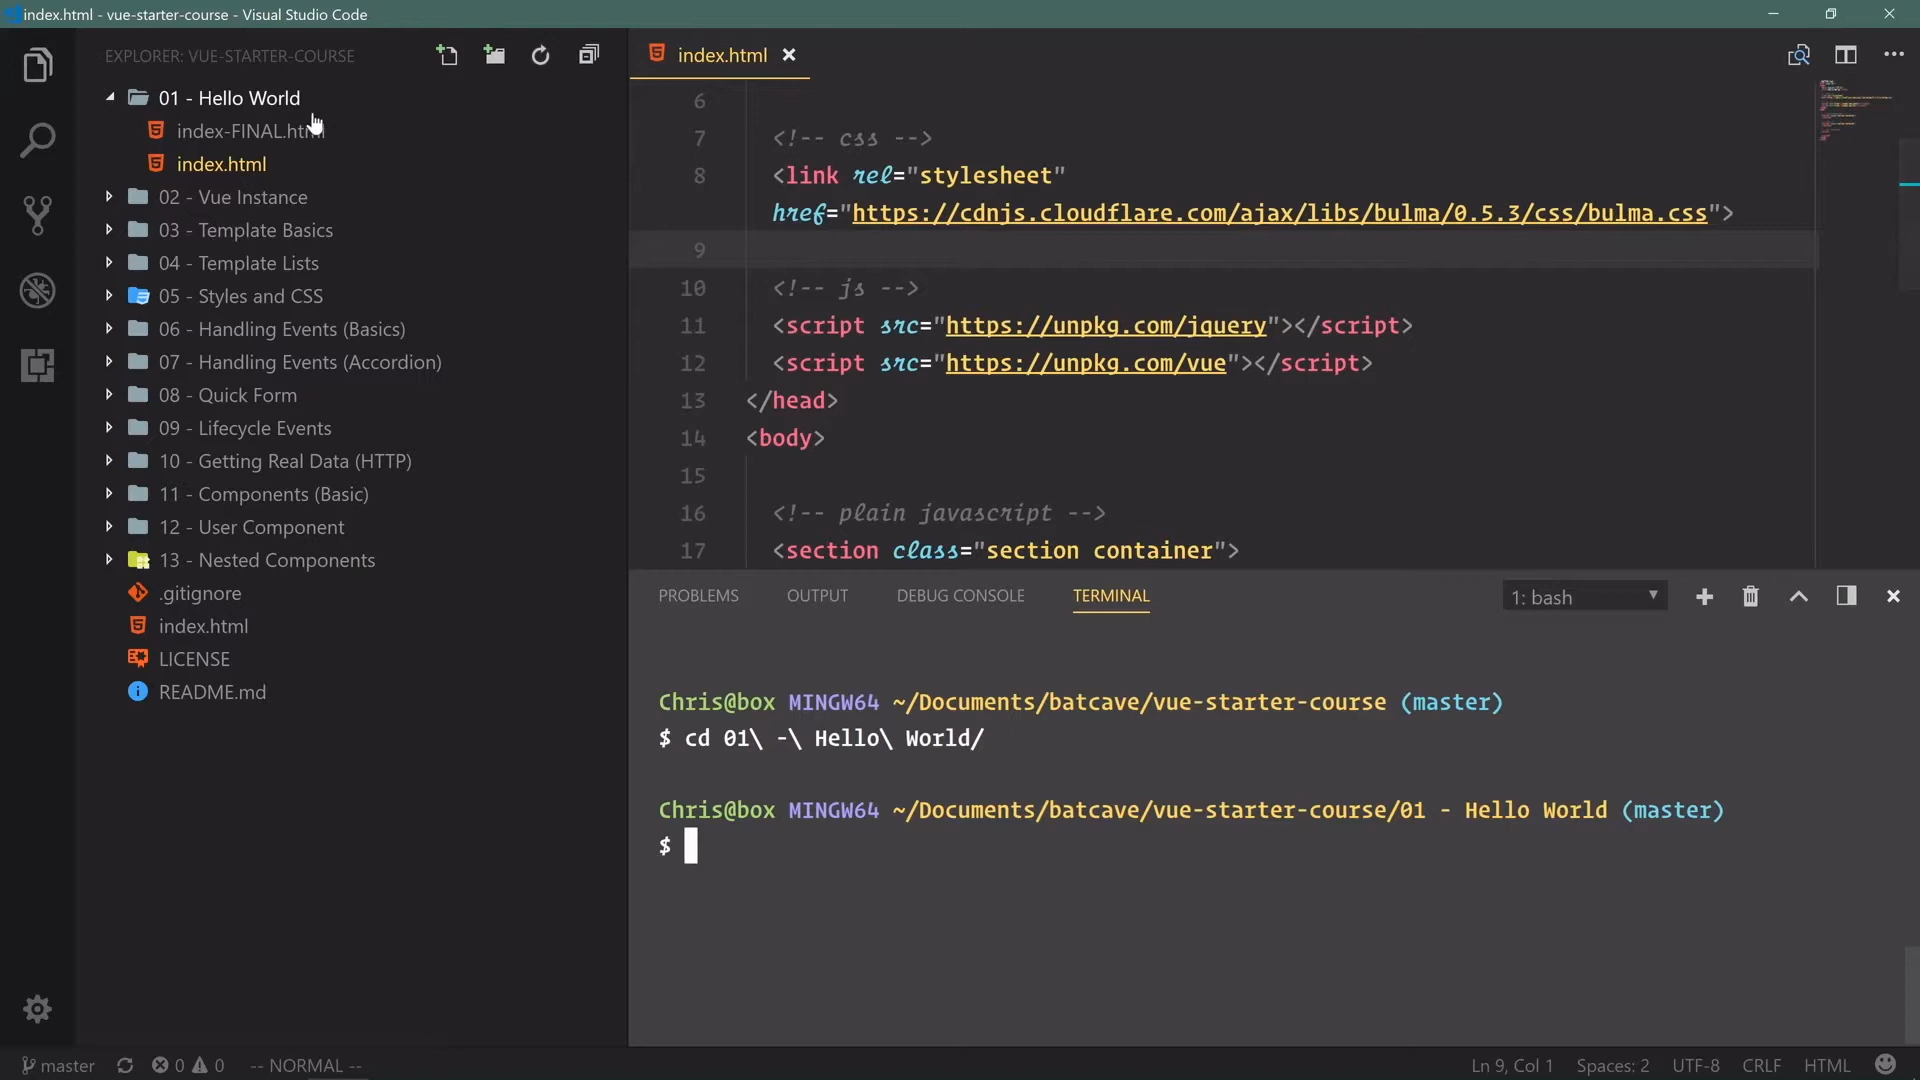 index.html - vue-starter-course - Visual Studio Code
EXPLORER: VUE-STARTER-COURSE
01 - Hello World
index-FINAL.html
index.html
02 - Vue Instance
03 - Template Basics
04 - Template Lists
05 - Styles and CSS
06 - Handling Events (Basics)
07 - Handling Events (Accordion)
08 - Quick Form
09 - Lifecycle Events
10 - Getting Real Data (HTTP)
11 - Components (Basic)
12 - User Component
13 - Nested Components
.gitignore
index.html
LICENSE
README.md
index.html
6
7 <!-- css -->
8 <link rel="stylesheet"
href="https://cdnjs.cloudflare.com/ajax/libs/bulma/0.5.3/css/bulma.css">
9
10 <!-- js -->
11 <script src="https://unpkg.com/jquery"></script>
12 <script src="https://unpkg.com/vue"></script>
13 </head>
14 <body>
15
16 <!-- plain javascript -->
17 <section class="section container">
PROBLEMS OUTPUT DEBUG CONSOLE TERMINAL 1: bash
Chris@box MINGW64 ~/Documents/batcave/vue-starter-course (master)
$ cd 01\ -\ Hello\ World/
Chris@box MINGW64 ~/Documents/batcave/vue-starter-course/01 - Hello World (master)
$
master 0 0 -- NORMAL -- Ln 9, Col 1 Spaces: 2 UTF-8 CRLF HTML